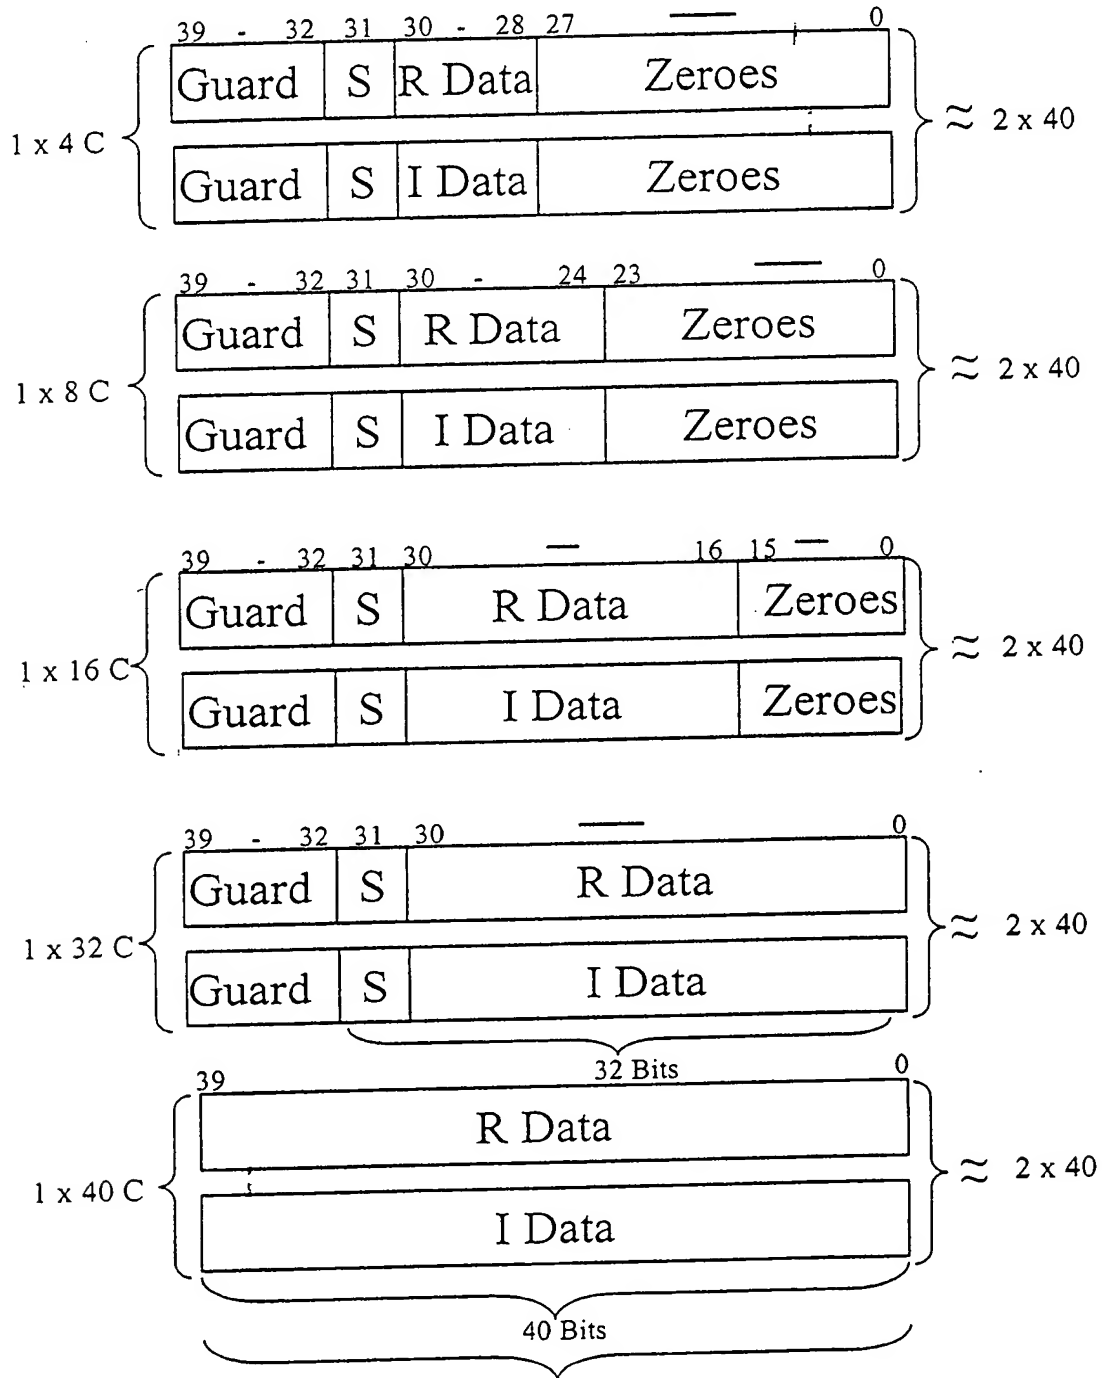 39 - 32 31 30 - 28 27 — 0
Guard S R Data Zeroes
1 x 4 C ≈ 2 x 40
Guard S I Data Zeroes
39 - 32 31 30 - 24 23 — 0
Guard S R Data Zeroes
1 x 8 C ≈ 2 x 40
Guard S I Data Zeroes
39 - 32 31 30 — 16 15 — 0
Guard S R Data Zeroes
1 x 16 C ≈ 2 x 40
Guard S I Data Zeroes
39 - 32 31 30 — 0
Guard S R Data
1 x 32 C ≈ 2 x 40
Guard S I Data
32 Bits
39 0
R Data
1 x 40 C ≈ 2 x 40
I Data
40 Bits